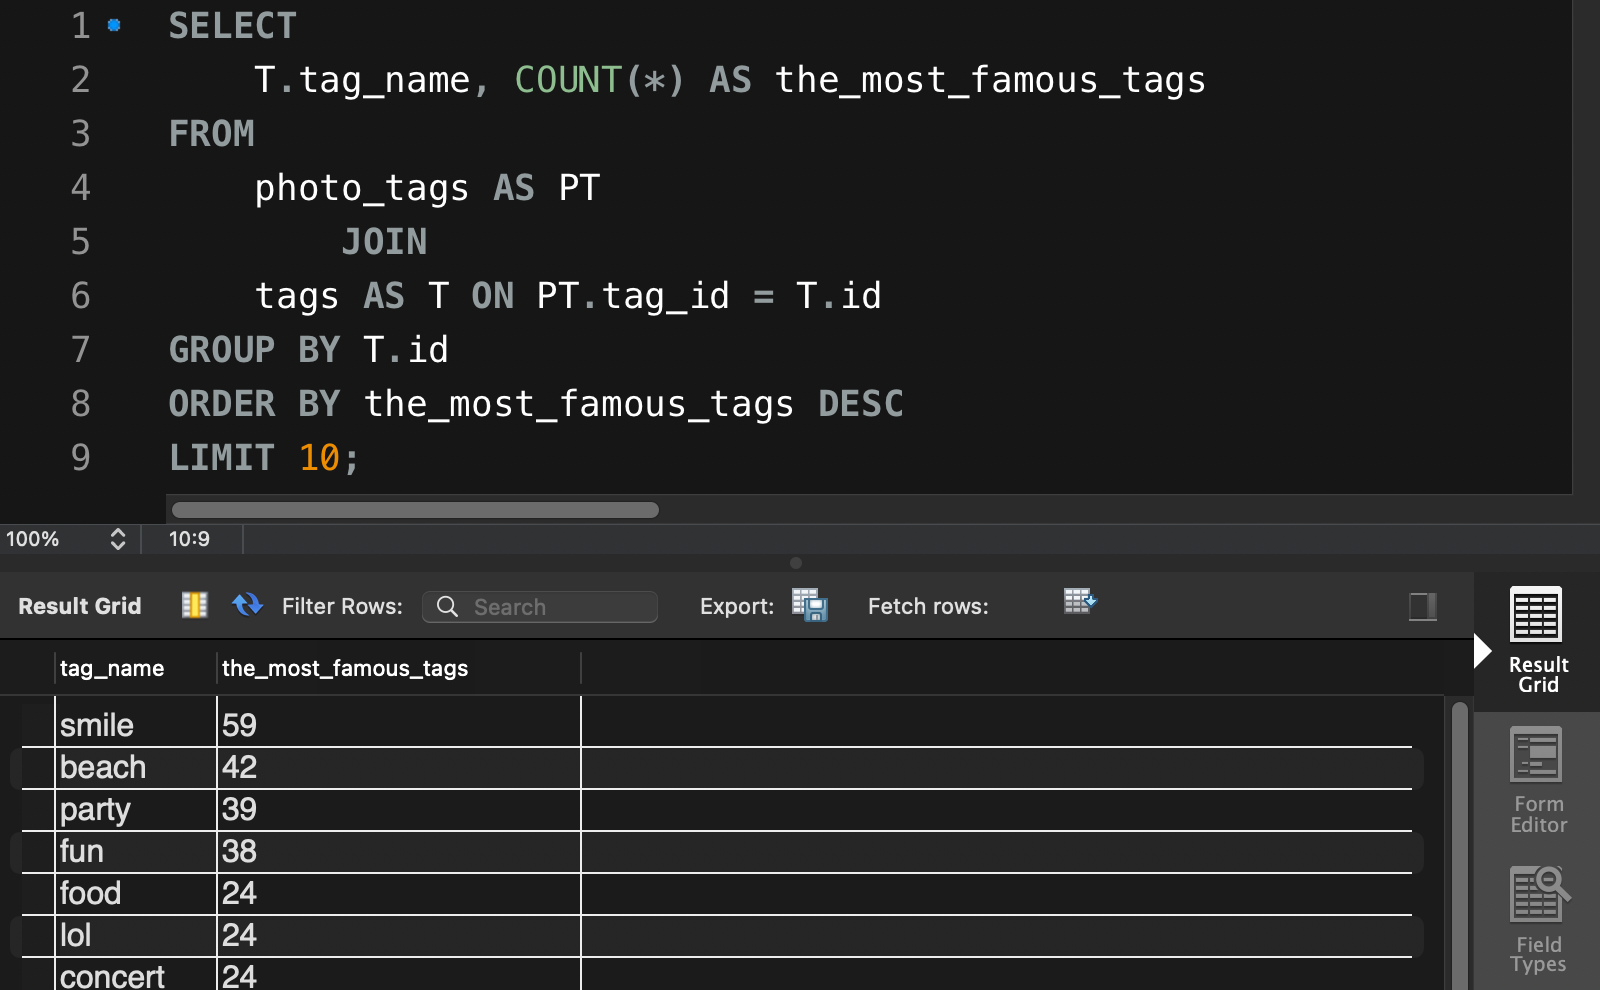 1 SELECT
2 T.tag_name, COUNT(*) AS the_most_famous_tags
3 FROM
4 photo_tags AS PT
5 JOIN
6 tags AS T ON PT.tag_id = T.id
7 GROUP BY T.id
8 ORDER BY the_most_famous_tags DESC
9 LIMIT 10;
100% 10:9
Result Grid Filter Rows: Search Export: Fetch rows:
tag_name the_most_famous_tags
smile 59
beach 42
party 39
fun 38
food 24
lol 24
concert 24
Result
Grid
Form
Editor
Field
Types